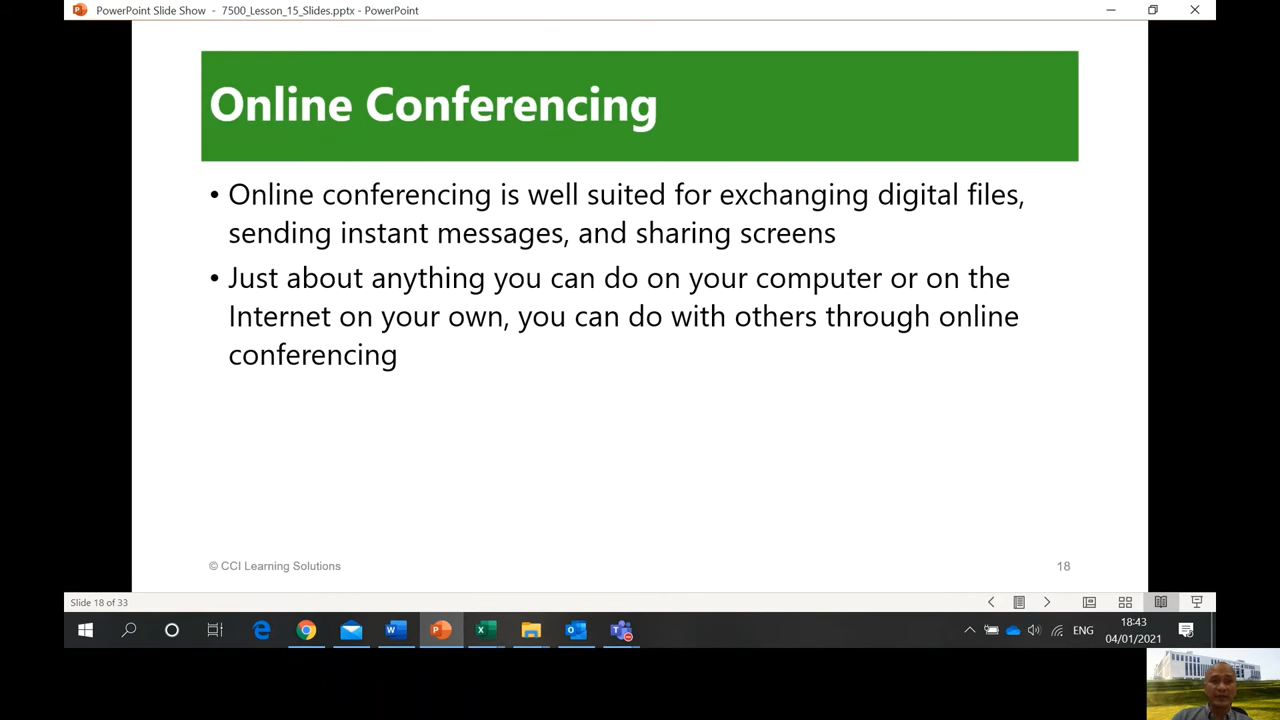 PowerPoint Slide Show - 7500_Lesson_15_Slides.pptx - PowerPoint
Online Conferencing
• Online conferencing is well suited for exchanging digital files,
sending instant messages, and sharing screens
• Just about anything you can do on your computer or on the
Internet on your own, you can do with others through online
conferencing
© CCI Learning Solutions
18
Slide 18 of 33
ENG
18:43
04/01/2021